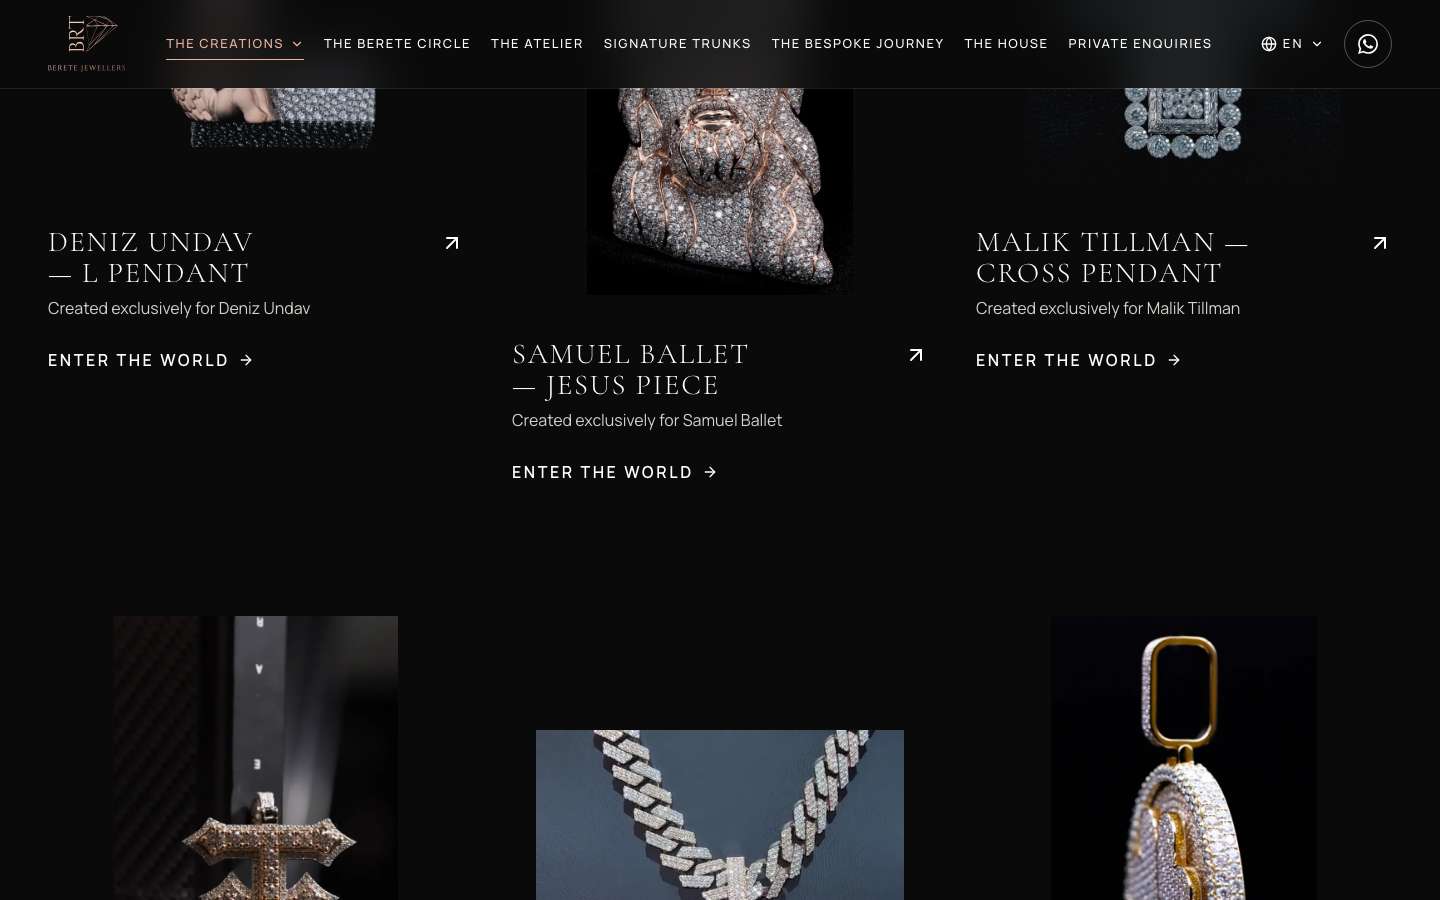 BRT
BERETE JEWELLERS
THE CREATIONS
THE BERETE CIRCLE
THE ATELIER
SIGNATURE TRUNKS
THE BESPOKE JOURNEY
THE HOUSE
PRIVATE ENQUIRIES
EN
DENIZ UNDAV
— L PENDANT
Created exclusively for Deniz Undav
ENTER THE WORLD
SAMUEL BALLET
— JESUS PIECE
Created exclusively for Samuel Ballet
ENTER THE WORLD
MALIK TILLMAN —
CROSS PENDANT
Created exclusively for Malik Tillman
ENTER THE WORLD